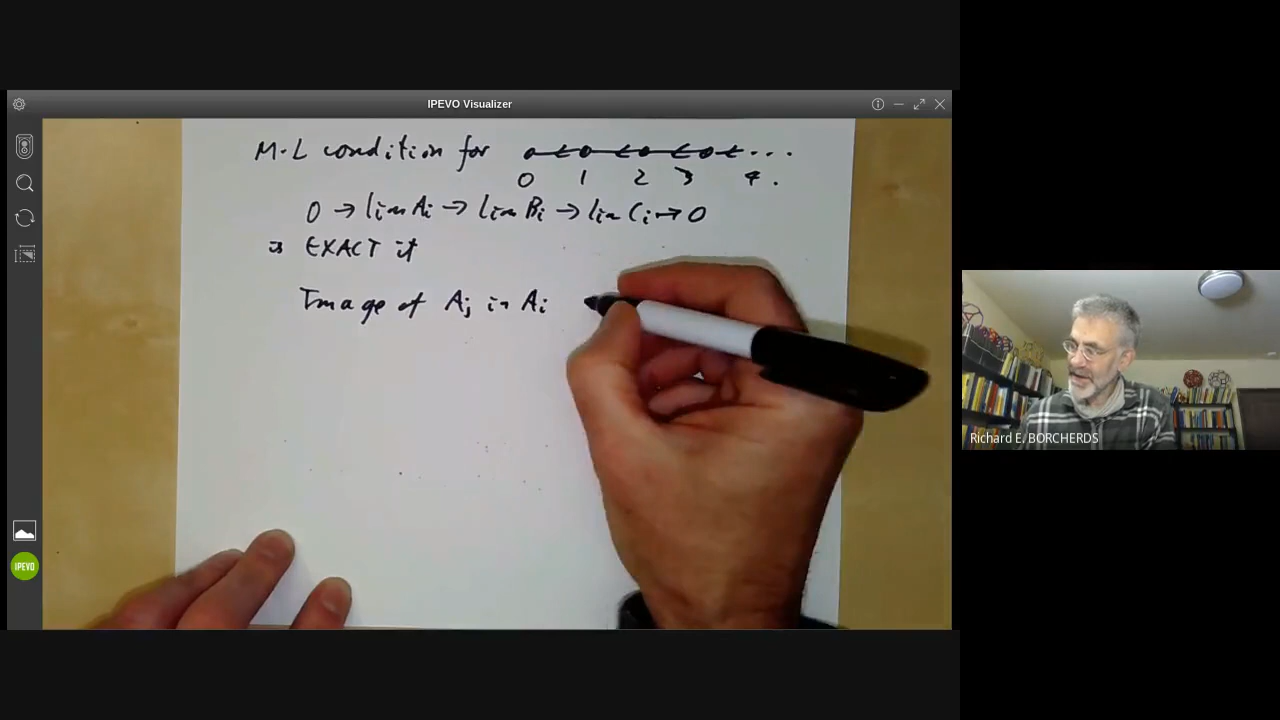 IPEVO Visualizer
M-L condition for . . .
0 1 2 3 4 .
0 → lim Ai → lim Bi → lim Ci → 0
is EXACT if
Image of Aj in Ai
Richard E. BORCHERDS
IPEVO